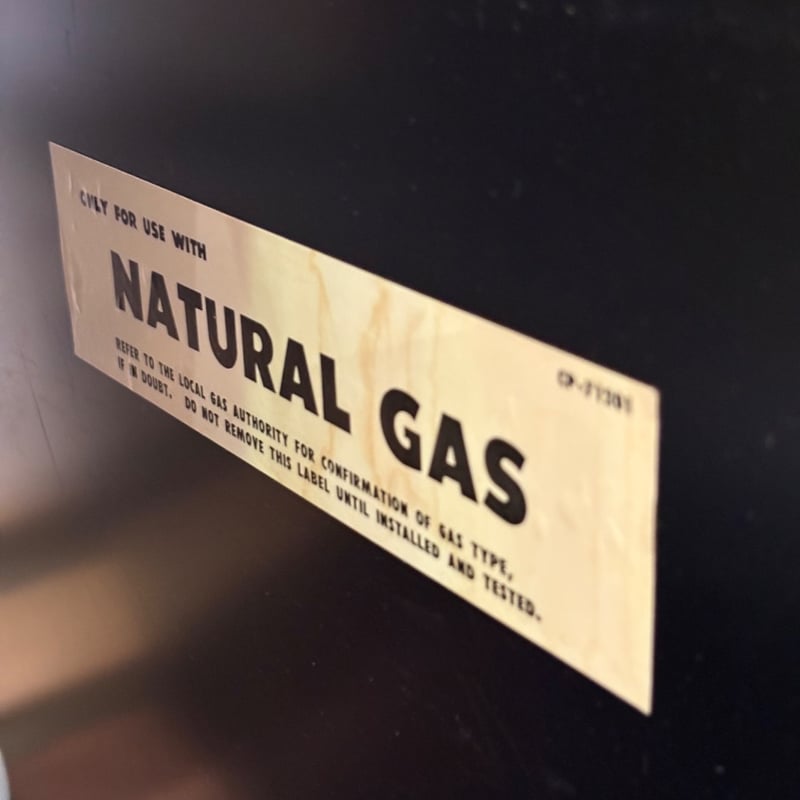 ONLY FOR USE WITH
CP-71301
NATURAL GAS
REFER TO THE LOCAL GAS AUTHORITY FOR CONFIRMATION OF GAS TYPE,
IF IN DOUBT. DO NOT REMOVE THIS LABEL UNTIL INSTALLED AND TESTED.